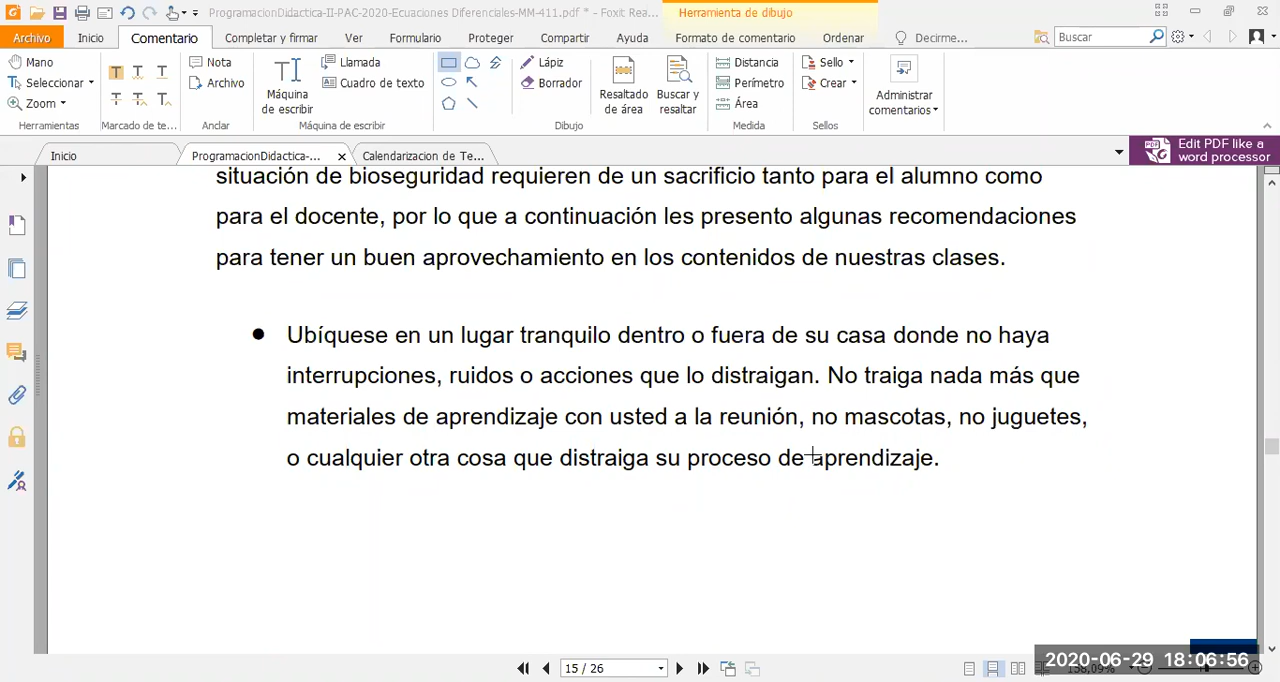 ProgramacionDidactica-II-PAC-2020-Ecuaciones Diferenciales-MM-411.pdf * - Foxit Rea...
Herramienta de dibujo
Archivo Inicio Comentario Completar y firmar Ver Formulario Proteger Compartir Ayuda Formato de comentario Ordenar Decirme... Buscar
Mano
Seleccionar
Zoom
Herramientas
Marcado de te...
Nota
Archivo
Anclar
Máquina de escribir
Llamada
Cuadro de texto
Máquina de escribir
Lápiz
Borrador
Dibujo
Resaltado de área
Buscar y resaltar
Distancia
Perímetro
Área
Medida
Sello
Crear
Sellos
Administrar comentarios
Inicio ProgramacionDidactica-... Calendarizacion de Te...
Edit PDF like a
word processor
situación de bioseguridad requieren de un sacrificio tanto para el alumno como
para el docente, por lo que a continuación les presento algunas recomendaciones
para tener un buen aprovechamiento en los contenidos de nuestras clases.
● Ubíquese en un lugar tranquilo dentro o fuera de su casa donde no haya
interrupciones, ruidos o acciones que lo distraigan. No traiga nada más que
materiales de aprendizaje con usted a la reunión, no mascotas, no juguetes,
o cualquier otra cosa que distraiga su proceso de aprendizaje.
15 / 26
158,09%
2020-06-29 18:06:56